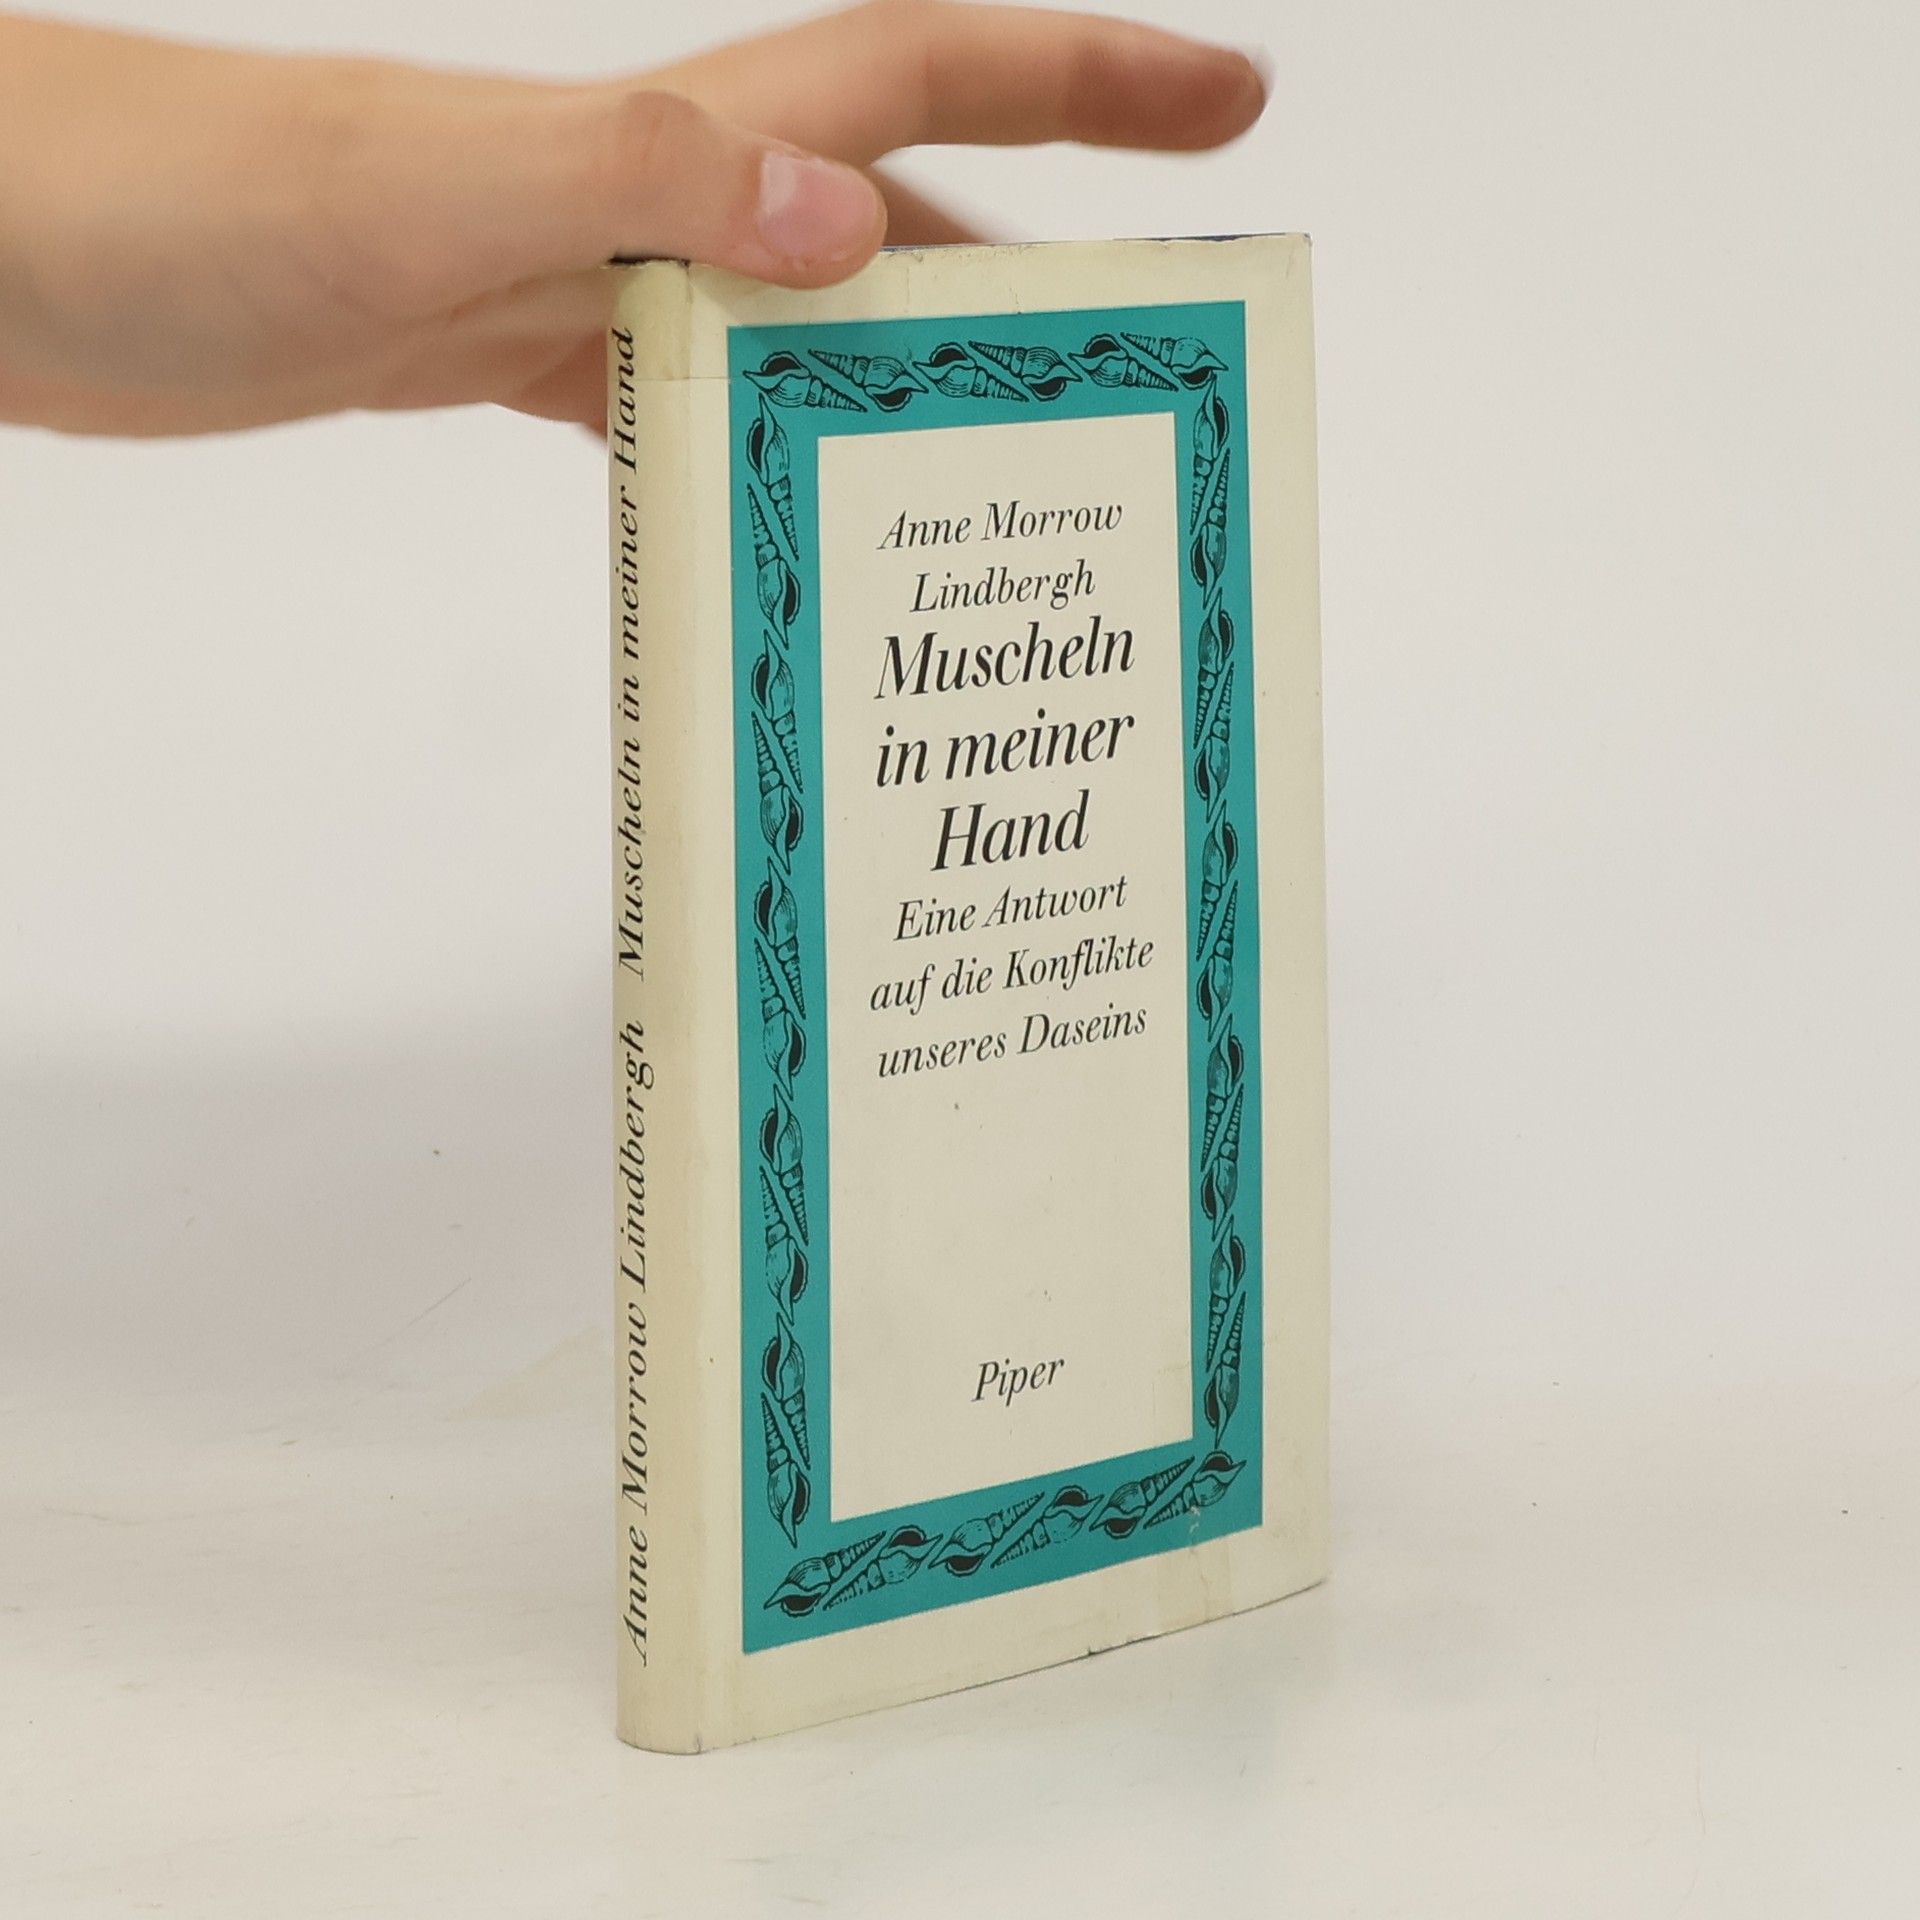 Anne Morrow Lindbergh Muscheln in meiner Hand
Anne Morrow
Lindbergh
Muscheln
in meiner
Hand
Eine Antwort
auf die Konflikte
unseres Daseins
Piper